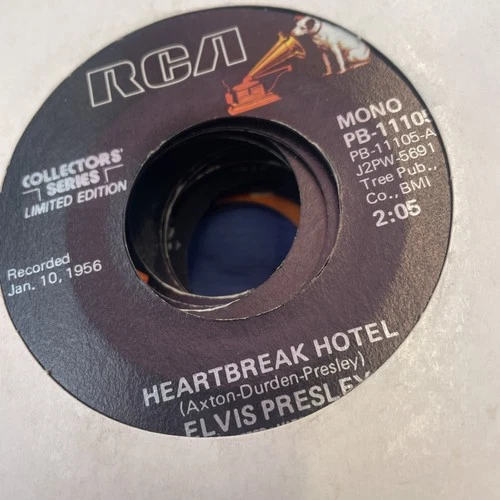 RCA
COLLECTORS'
SERIES
LIMITED EDITION
Recorded
Jan. 10, 1956
MONO
PB-11105
PB-11105-A
J2PW-5691
Tree Pub.,
Co., BMI
2:05
HEARTBREAK HOTEL
(Axton-Durden-Presley)
ELVIS PRESLEY